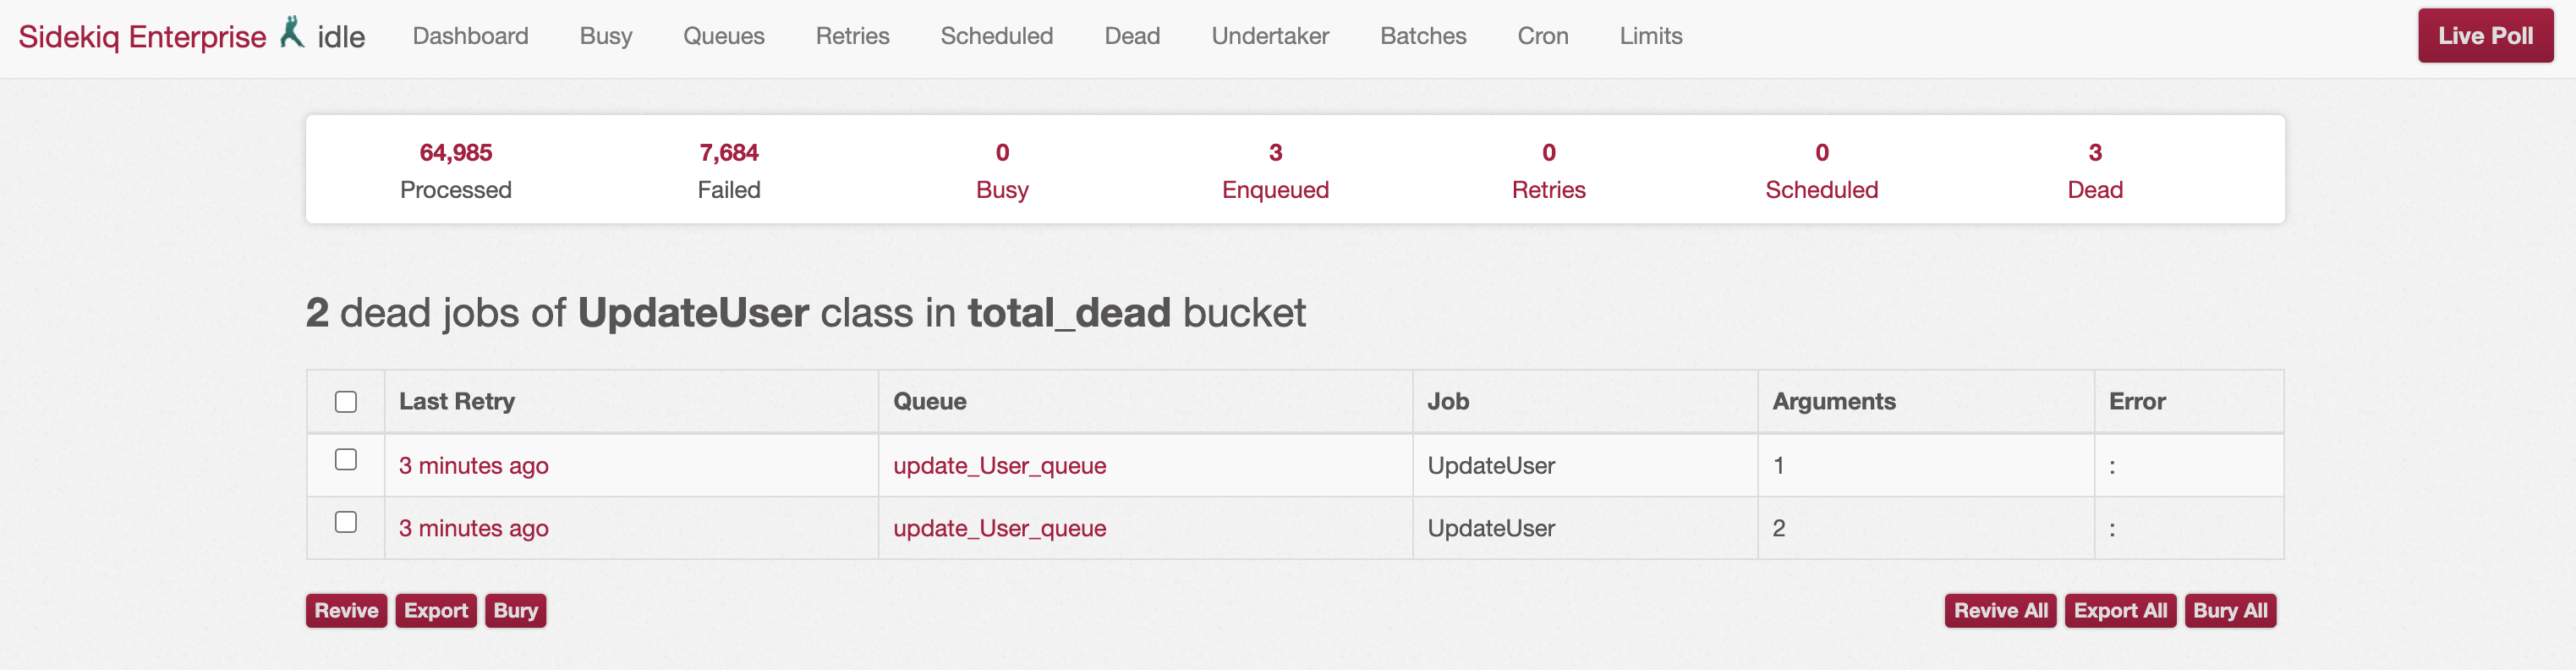 Sidekiq Enterprise idle Dashboard Busy Queues Retries Scheduled Dead Undertaker Batches Cron Limits Live Poll
64,985 7,684 0 3 0 0 3
Processed Failed Busy Enqueued Retries Scheduled Dead
2 dead jobs of UpdateUser class in total_dead bucket
Last Retry Queue Job Arguments Error
3 minutes ago update_User_queue UpdateUser 1 :
3 minutes ago update_User_queue UpdateUser 2 :
Revive Export Bury Revive All Export All Bury All